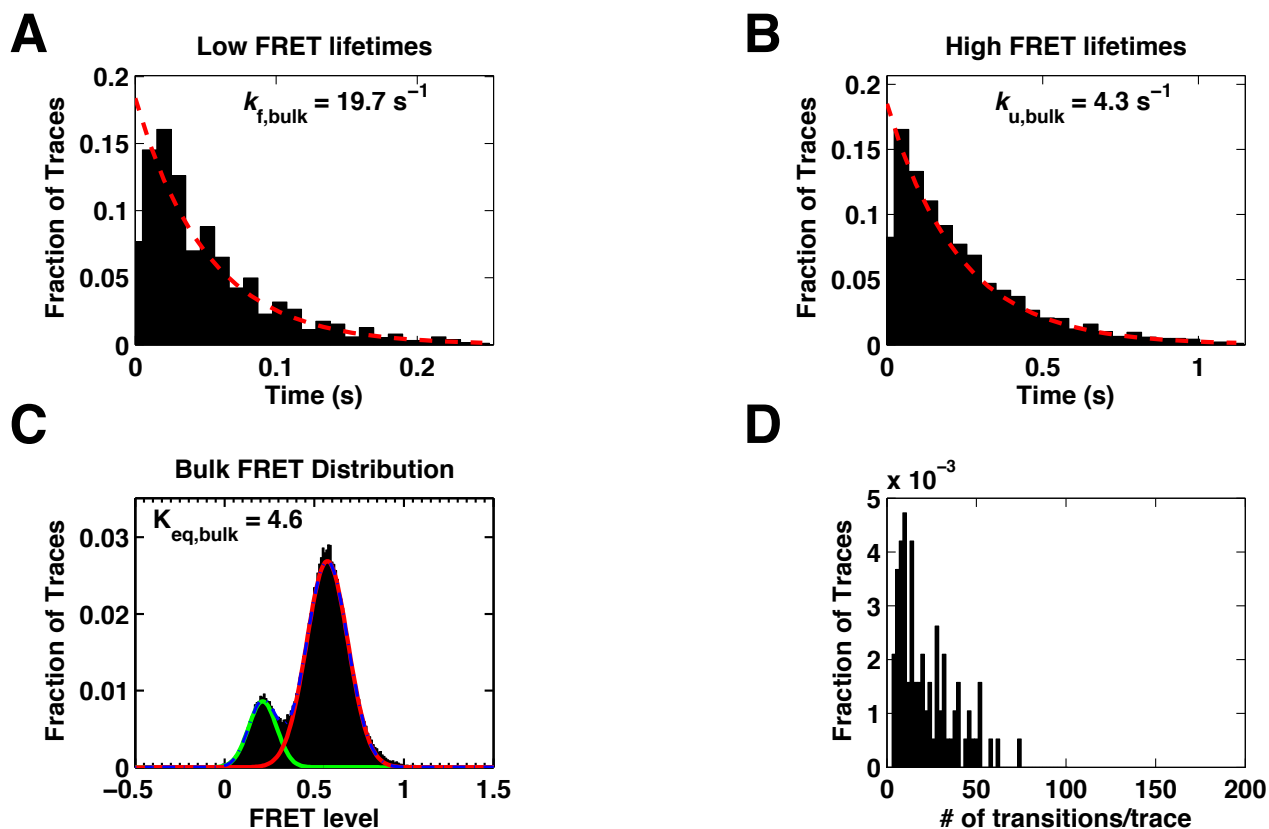 A
Low FRET lifetimes
k_f,bulk = 19.7 s⁻¹
Fraction of Traces
0.2
0.15
0.1
0.05
0
0
0.1
0.2
Time (s)
B
High FRET lifetimes
k_u,bulk = 4.3 s⁻¹
Fraction of Traces
0.2
0.15
0.1
0.05
0
0
0.5
1
Time (s)
C
Bulk FRET Distribution
K_eq,bulk = 4.6
Fraction of Traces
0.03
0.02
0.01
0
−0.5
0
0.5
1
1.5
FRET level
D
x 10⁻³
Fraction of Traces
5
4
3
2
1
0
0
50
100
150
200
# of transitions/trace